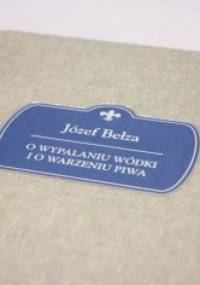 Józef Bełza
O WYPALANIU WÓDKI
I O WARZENIU PIWA